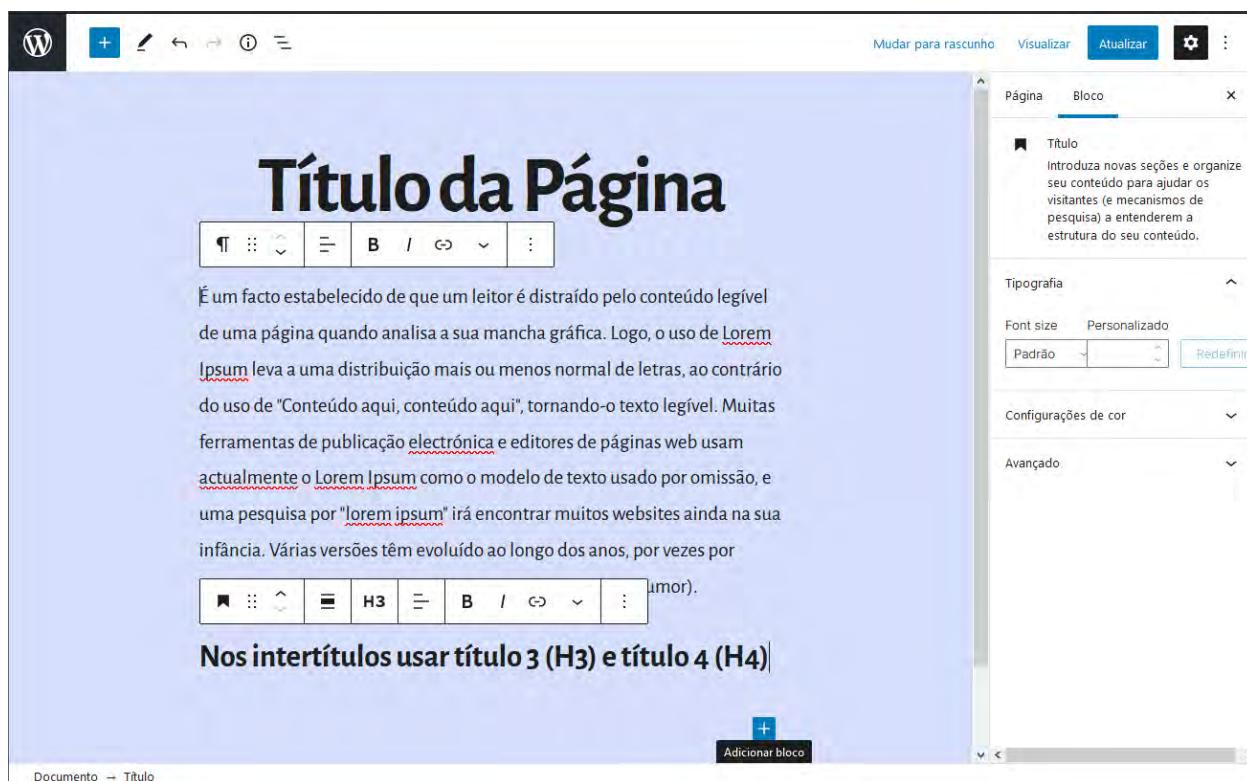 Mudar para rascunho Visualizar Atualizar
Página Bloco
Título
Introduza novas seções e organize
seu conteúdo para ajudar os
visitantes (e mecanismos de
pesquisa) a entenderem a
estrutura do seu conteúdo.
Tipografia
Font size Personalizado
Padrão Redefinir
Configurações de cor
Avançado
Título da Página
B I
É um facto estabelecido de que um leitor é distraído pelo conteúdo legível
de uma página quando analisa a sua mancha gráfica. Logo, o uso de Lorem
Ipsum leva a uma distribuição mais ou menos normal de letras, ao contrário
do uso de "Conteúdo aqui, conteúdo aqui", tornando-o texto legível. Muitas
ferramentas de publicação electrónica e editores de páginas web usam
actualmente o Lorem Ipsum como o modelo de texto usado por omissão, e
uma pesquisa por "lorem ipsum" irá encontrar muitos websites ainda na sua
infância. Várias versões têm evoluído ao longo dos anos, por vezes por
umor).
H3 B I
Nos intertítulos usar título 3 (H3) e título 4 (H4)
Adicionar bloco
Documento → Título